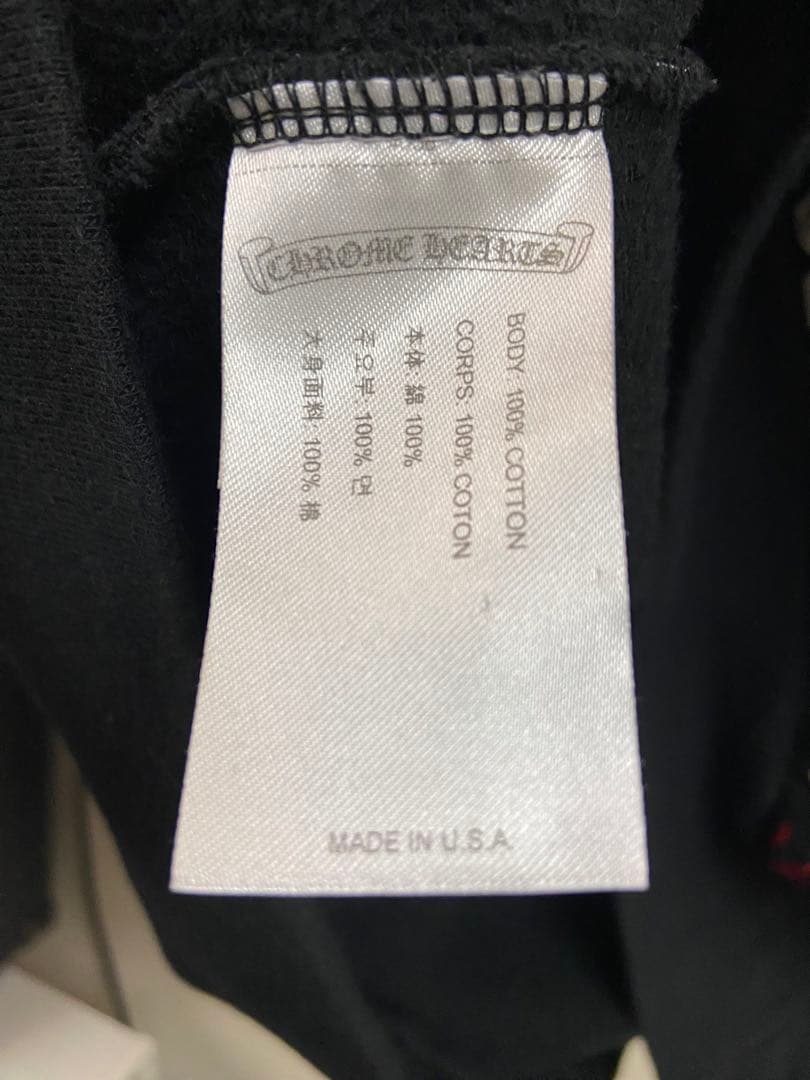 CHROME HEARTS
BODY: 100% COTTON
CORPS: 100% COTON
本体: 綿 100%
주요부: 100% 면
大身面料: 100% 棉
MADE IN U.S.A.